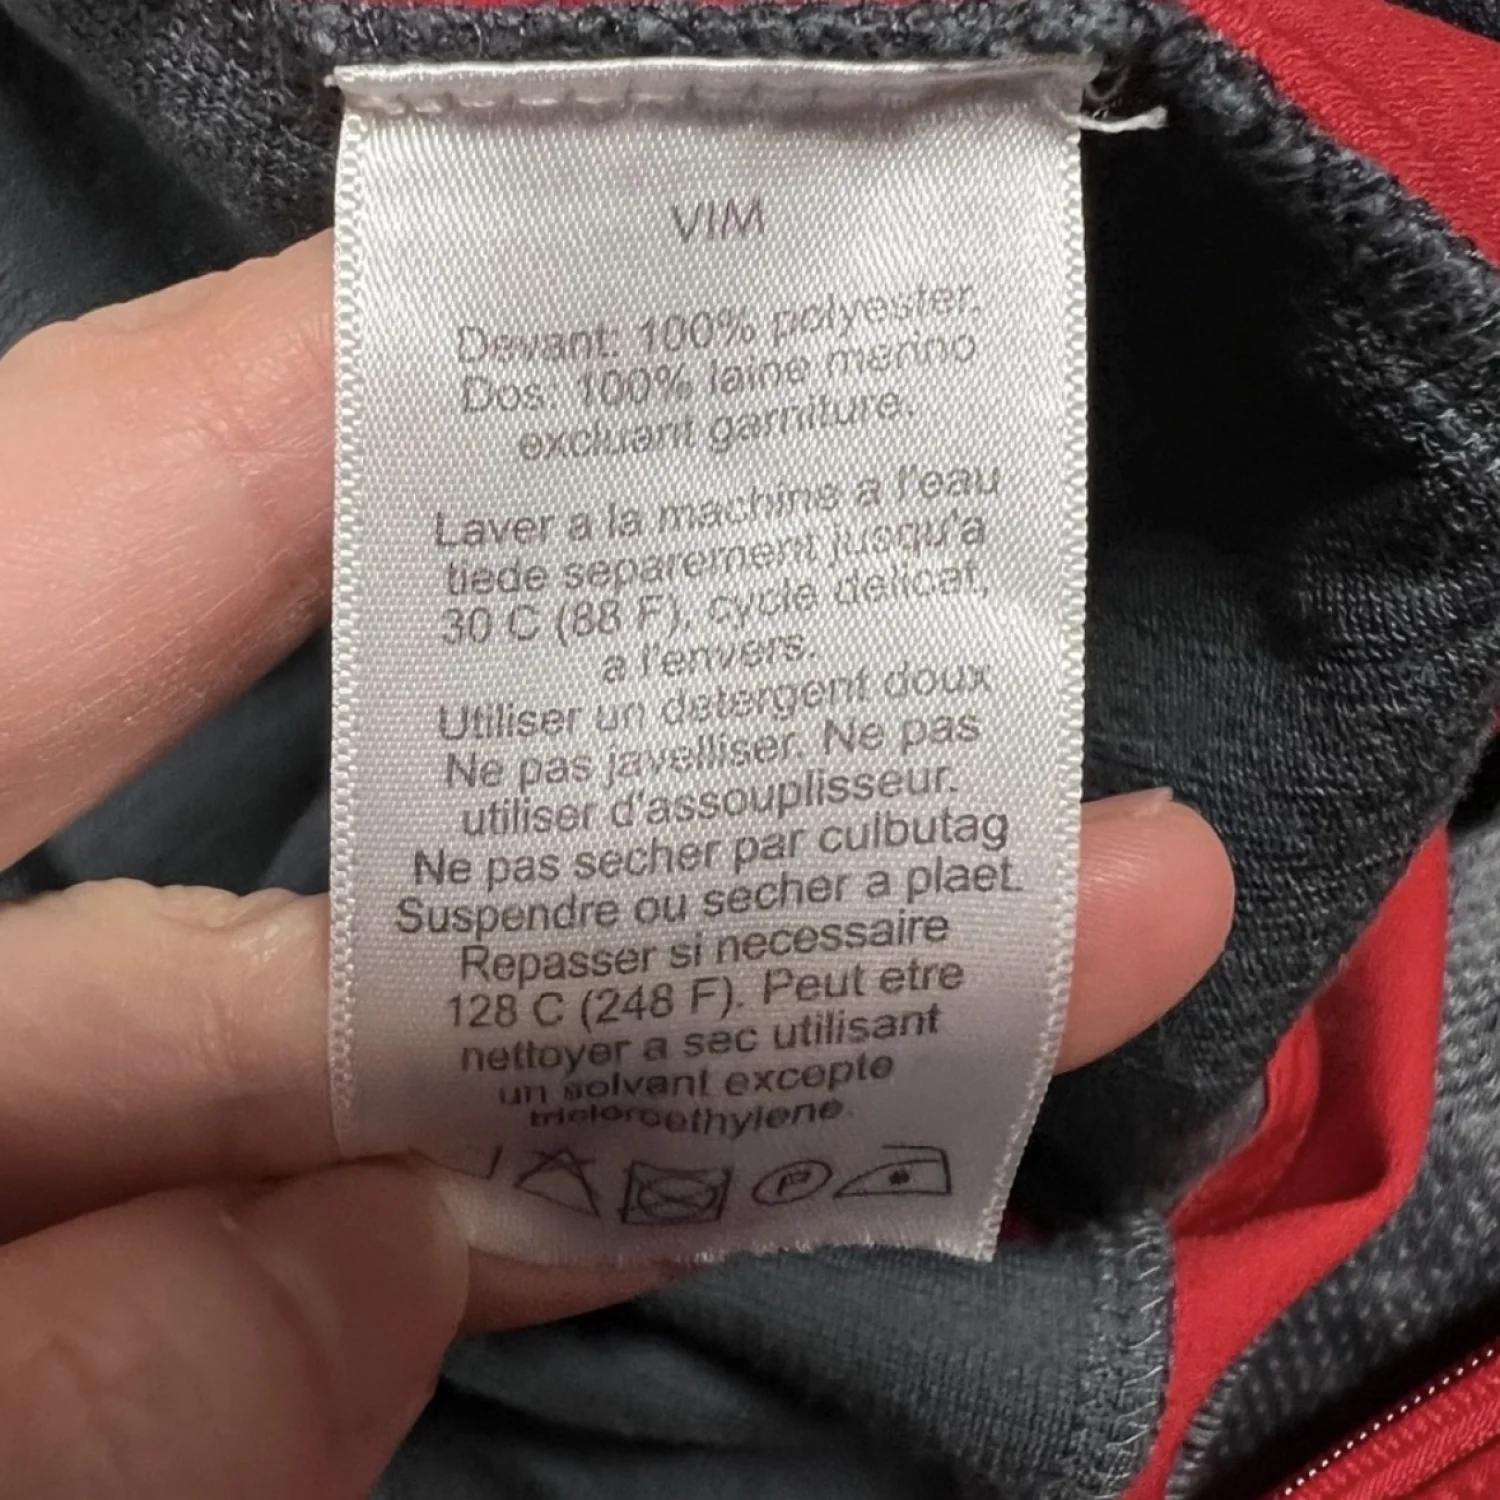 VIM
Devant: 100% polyester.
Dos: 100% laine merino
excluant garniture.
Laver a la machine a l'eau
tiede separement jusqu'a
30 C (88 F), cycle delicat,
a l'envers.
Utiliser un detergent doux
Ne pas javelliser. Ne pas
utiliser d'assouplisseur.
Ne pas secher par culbutag
Suspendre ou secher a plaet.
Repasser si necessaire
128 C (248 F). Peut etre
nettoyer a sec utilisant
un solvant excepte
triclorcethylene.
P